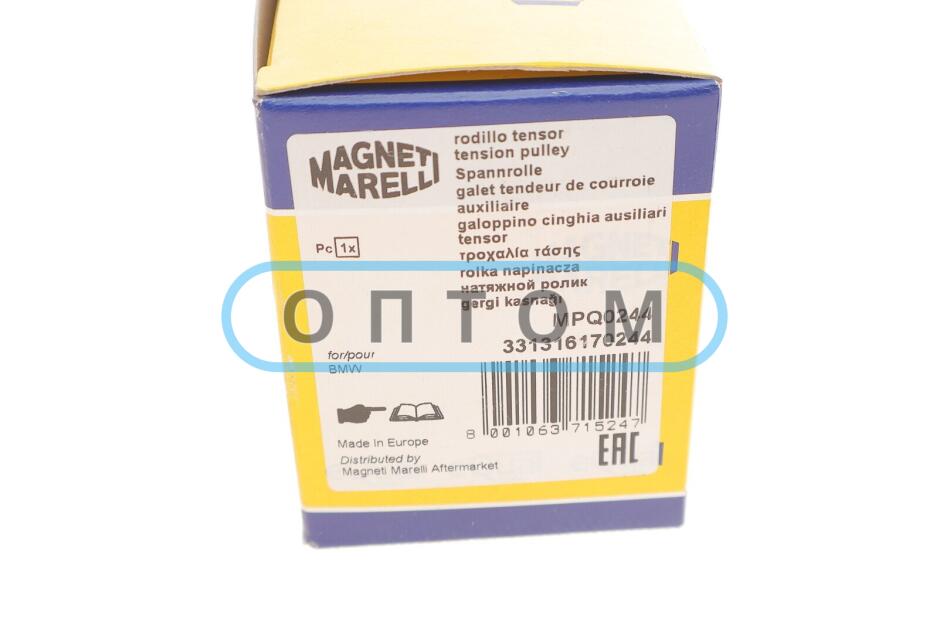 MAGNETI
MARELLI
rodillo tensor
tension pulley
Spannrolle
galet tendeur de courroie
auxiliaire
galoppino cinghia ausiliari
tensor
τροχαλία τάσης
rolka napinacza
натяжной ролик
gergi kasnağı
Pc 1x
ОПТОМ
MPQ0244
331316170244
for/pour
BMW
8 001063 715247
Made In Europe
EAC
Distributed by
Magneti Marelli Aftermarket